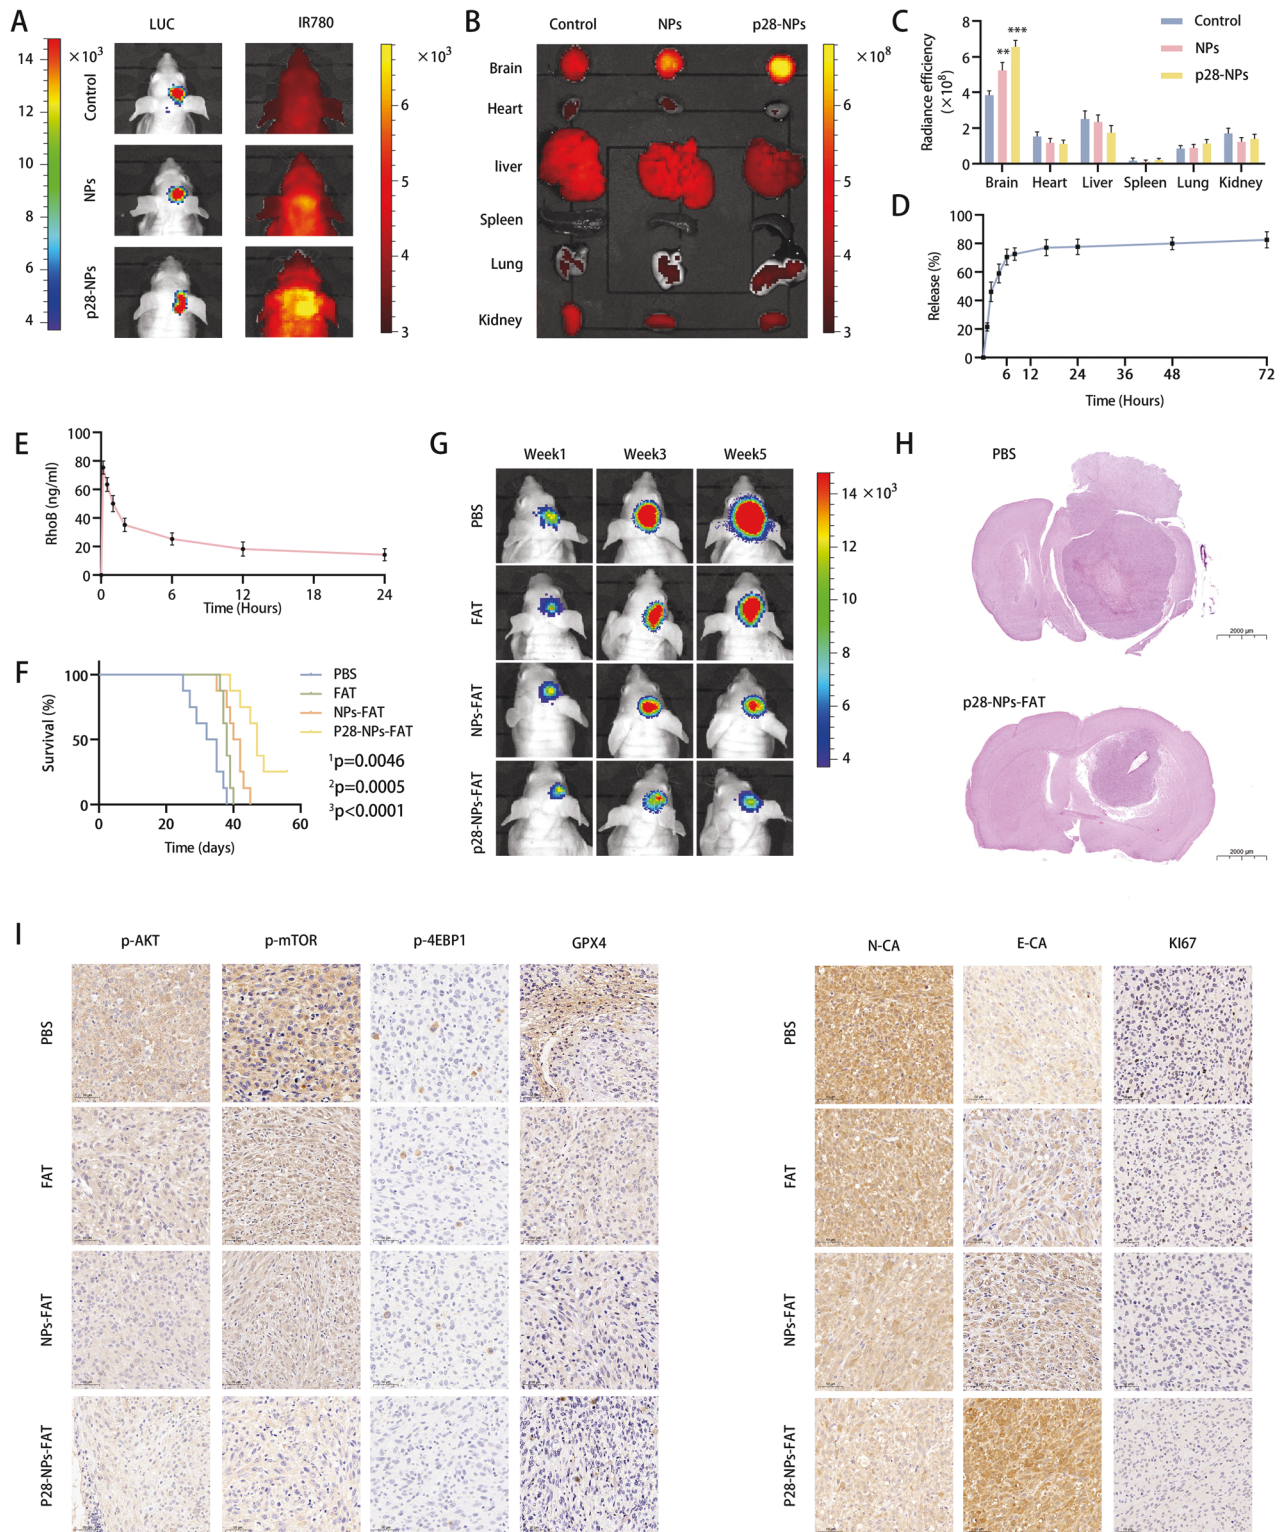 A
LUC
IR780
×10³
14
12
10
8
6
4
Control
NPs
p28-NPs
×10³
6
5
4
3
B
Control
NPs
p28-NPs
Brain
Heart
liver
Spleen
Lung
Kidney
×10⁸
6
5
4
3
C
Control
NPs
p28-NPs
Radiance efficiency
(×10⁸)
8
6
4
2
0
**
***
Brain
Heart
Liver
Spleen
Lung
Kidney
D
Release (%)
100
80
60
40
20
0
6
12
24
36
48
72
Time (Hours)
E
RhoB (ng/ml)
100
80
60
40
20
0
0
6
12
18
24
Time (Hours)
F
Survival (%)
100
50
0
0
20
40
60
Time (days)
PBS
FAT
NPs-FAT
P28-NPs-FAT
¹p=0.0046
²p=0.0005
³p<0.0001
G
Week1
Week3
Week5
PBS
FAT
NPs-FAT
p28-NPs-FAT
14 ×10³
12
10
8
6
4
H
PBS
2000 μm
p28-NPs-FAT
2000 μm
I
p-AKT
p-mTOR
p-4EBP1
GPX4
N-CA
E-CA
KI67
PBS
FAT
NPs-FAT
P28-NPs-FAT
PBS
FAT
NPs-FAT
P28-NPs-FAT